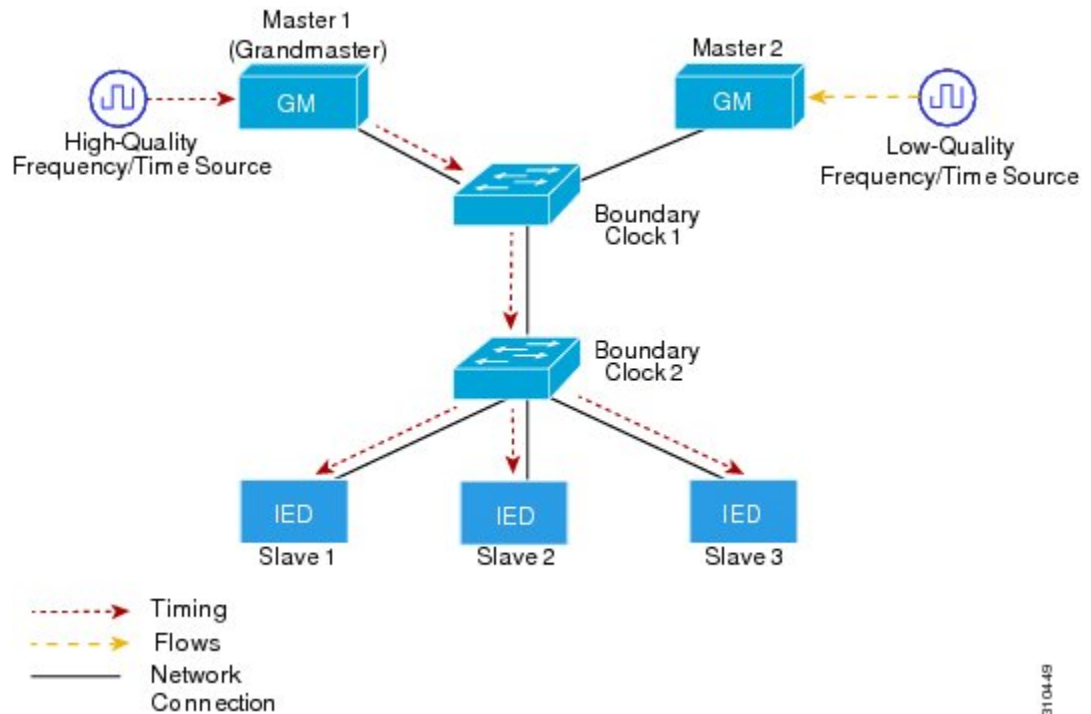 Master 1
(Grandmaster)
GM
High-Quality
Frequency/Time Source
Master 2
GM
Low-Quality
Frequency/Time Source
Boundary
Clock 1
Boundary
Clock 2
IED
Slave 1
IED
Slave 2
IED
Slave 3
Timing
Flows
Network
Connection
310449